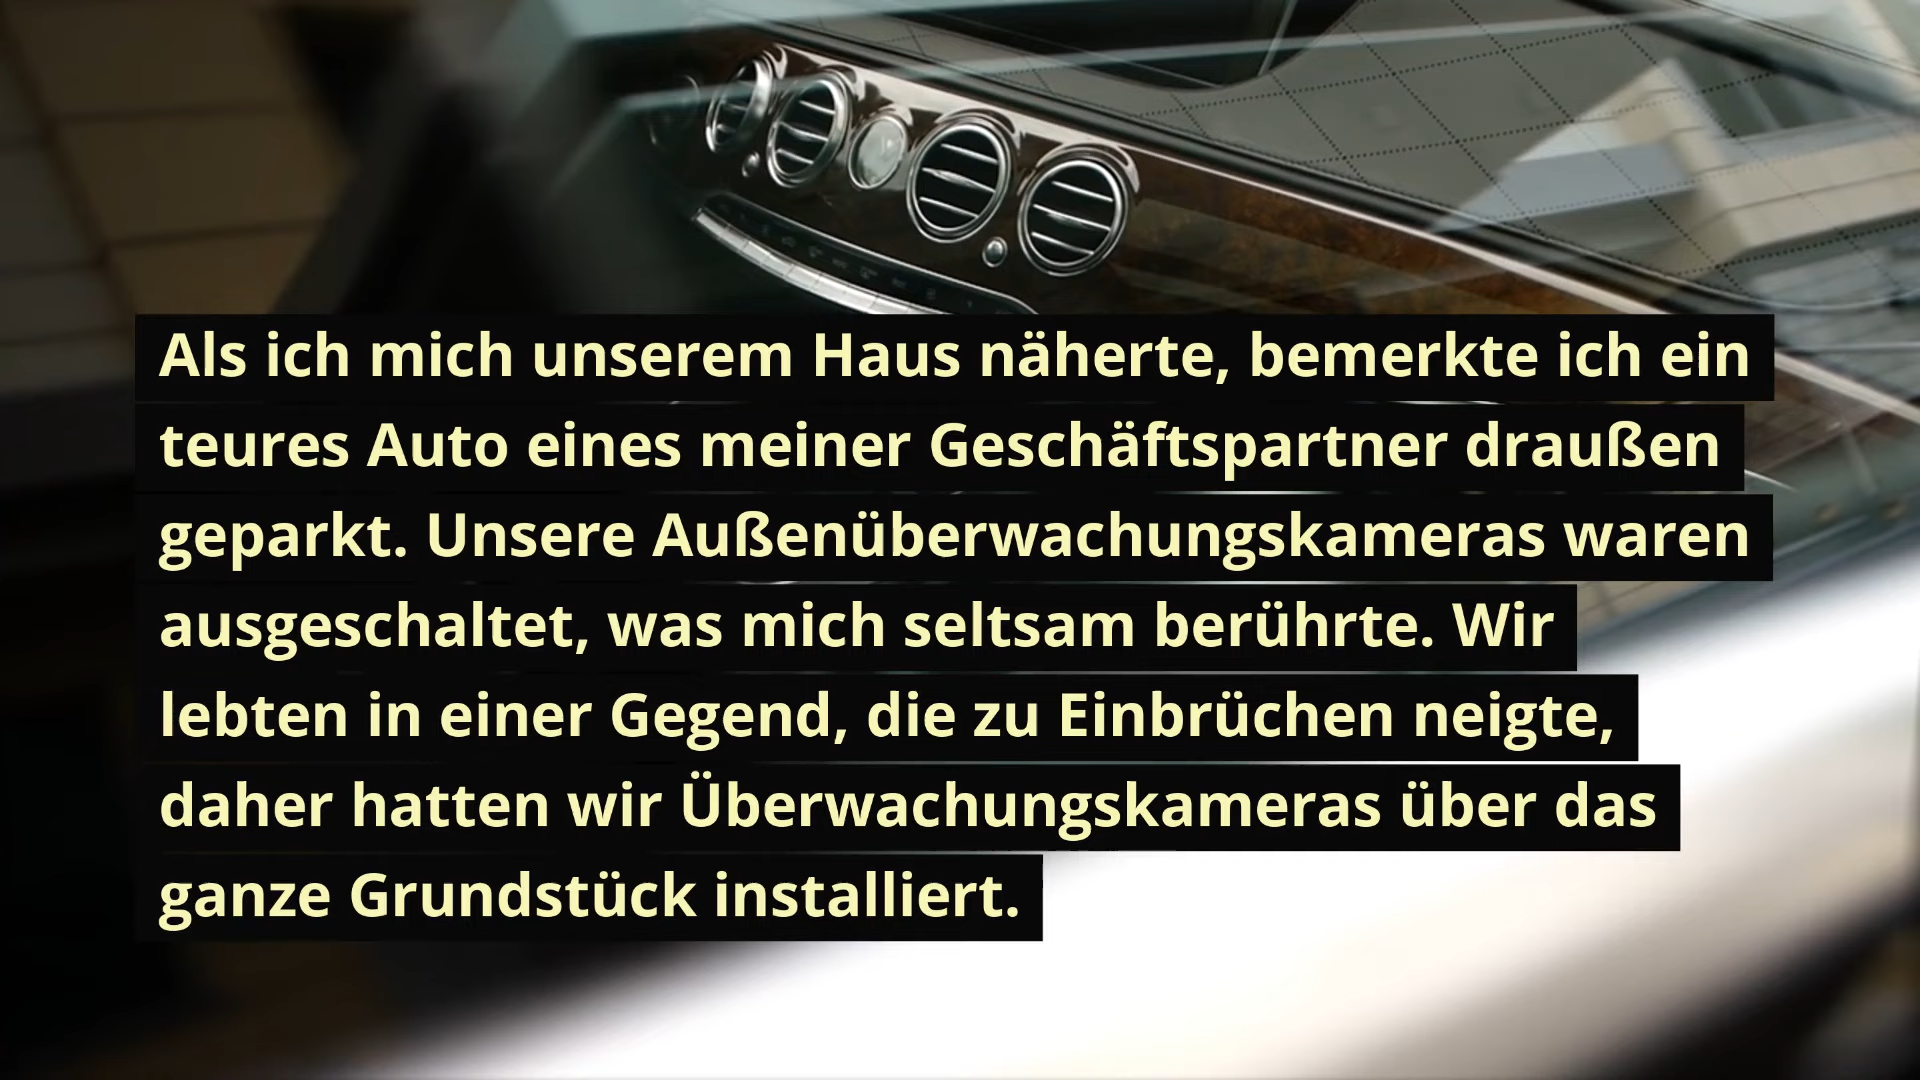 Als ich mich unserem Haus näherte, bemerkte ich ein
teures Auto eines meiner Geschäftspartner draußen
geparkt. Unsere Außenüberwachungskameras waren
ausgeschaltet, was mich seltsam berührte. Wir
lebten in einer Gegend, die zu Einbrüchen neigte,
daher hatten wir Überwachungskameras über das
ganze Grundstück installiert.